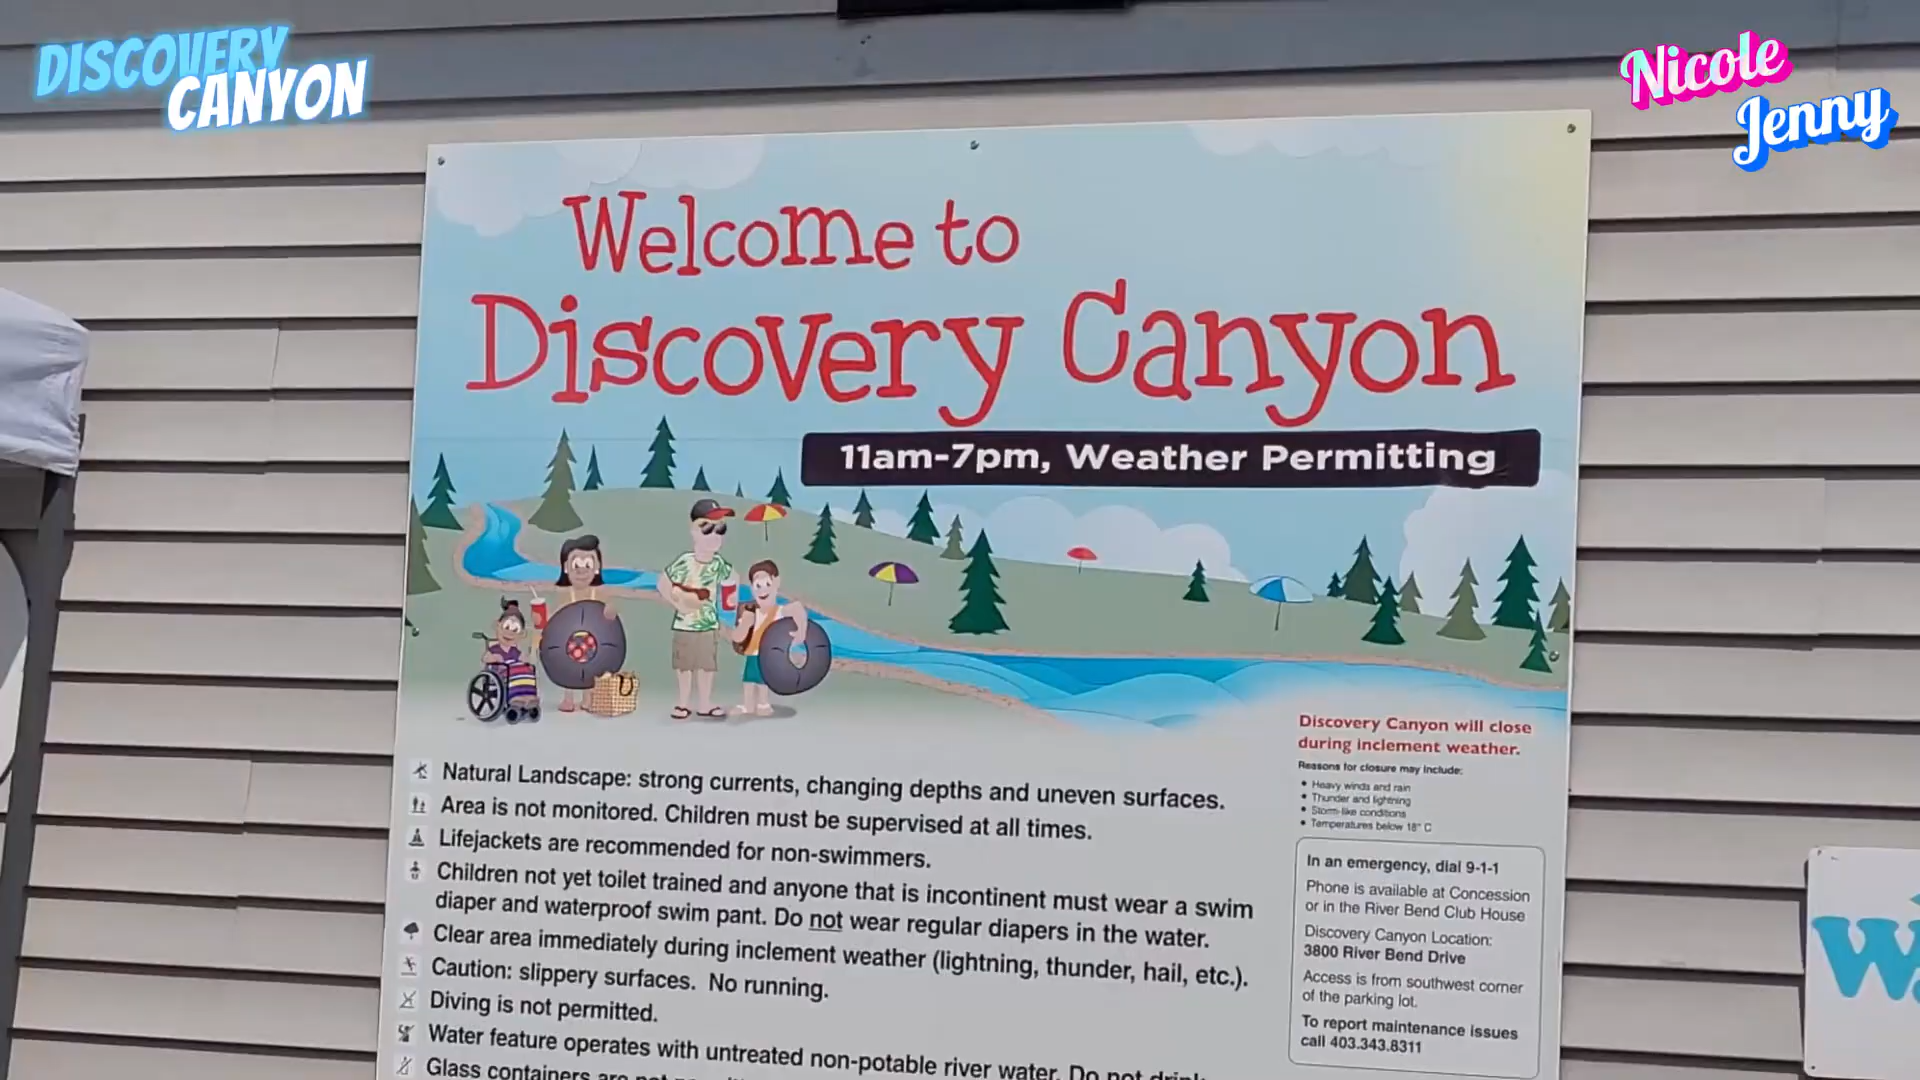 DISCOVERY
CANYON
Nicole
Jenny
Welcome to
Discovery Canyon
11am-7pm, Weather Permitting
Natural Landscape: strong currents, changing depths and uneven surfaces.
Area is not monitored. Children must be supervised at all times.
Lifejackets are recommended for non-swimmers.
Children not yet toilet trained and anyone that is incontinent must wear a swim
diaper and waterproof swim pant. Do not wear regular diapers in the water.
Clear area immediately during inclement weather (lightning, thunder, hail, etc.).
Caution: slippery surfaces. No running.
Diving is not permitted.
Water feature operates with untreated non-potable river water. Do not drink
Glass containers are not
Discovery Canyon will close
during inclement weather.
Reasons for closure may include:
• Heavy winds and rain
• Thunder and lightning
• Storm-like conditions
• Temperatures below 18° C
In an emergency, dial 9-1-1
Phone is available at Concession
or in the River Bend Club House
Discovery Canyon Location:
3800 River Bend Drive
Access is from southwest corner
of the parking lot.
To report maintenance issues
call 403.343.8311